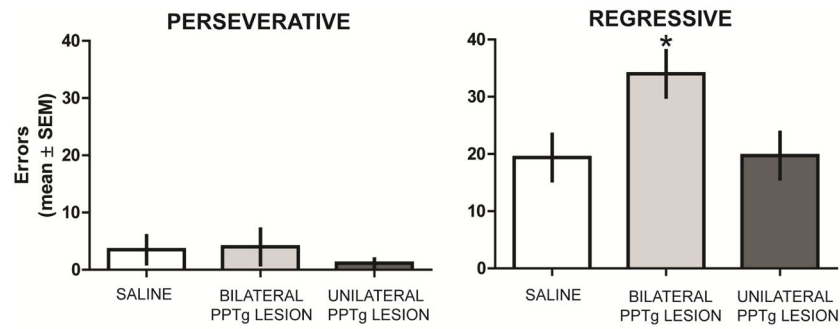 PERSEVERATIVE
Errors
(mean ± SEM)
40
30
20
10
0
SALINE
BILATERAL
PPTg LESION
UNILATERAL
PPTg LESION
REGRESSIVE
*
40
30
20
10
0
SALINE
BILATERAL
PPTg LESION
UNILATERAL
PPTg LESION